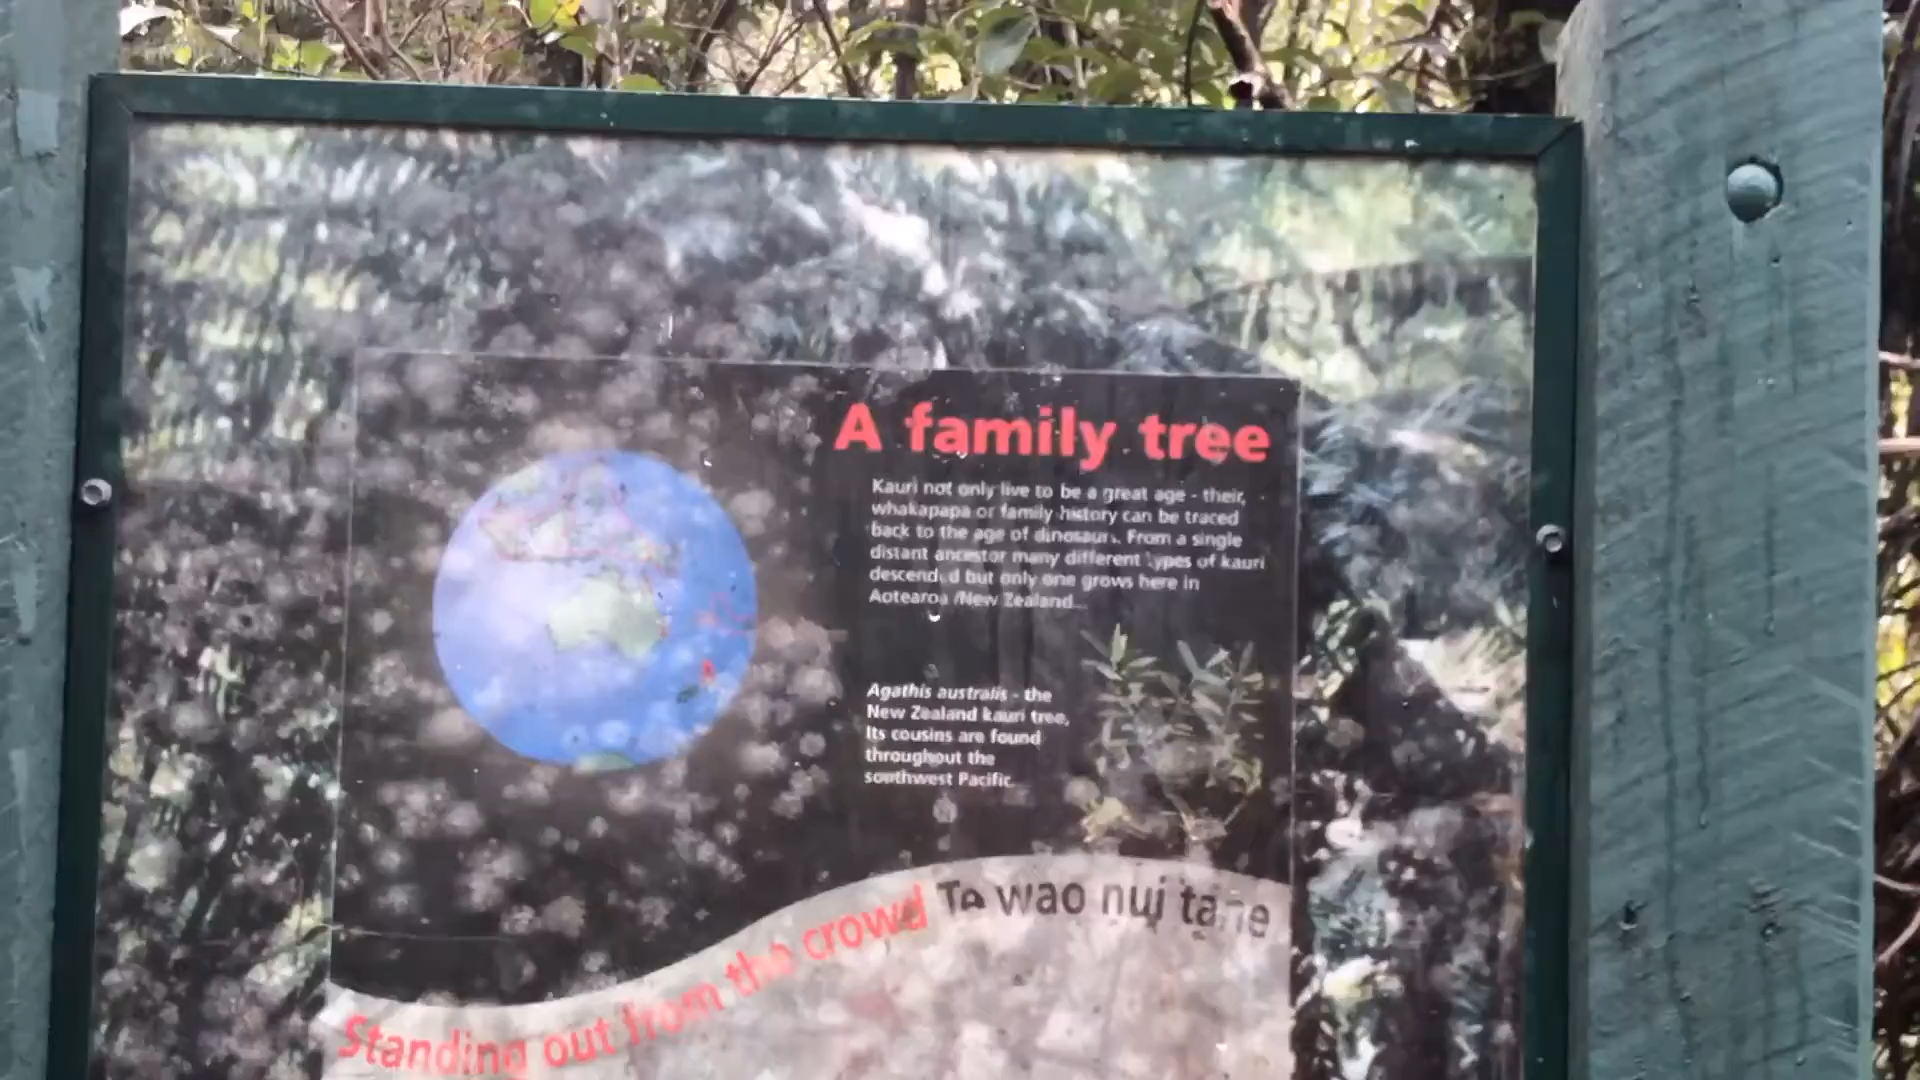 A family tree
Kauri not only live to be a great age - their,
whakapapa or family history can be traced
back to the age of dinosaurs. From a single
distant ancestor many different types of kauri
descended but only one grows here in
Aotearoa /New Zealand...
Agathis australis - the
New Zealand kauri tree,
Its cousins are found
throughout the
southwest Pacific.
Standing out from the crowd Te wao nui tane